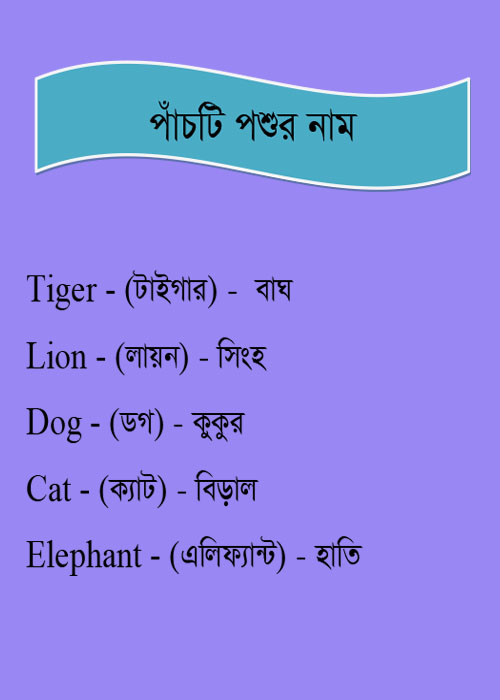 পাঁচটি পশুর নাম
Tiger - (টাইগার) - বাঘ
Lion - (লায়ন) - সিংহ
Dog - (ডগ) - কুকুর
Cat - (ক্যাট) - বিড়াল
Elephant - (এলিফ্যান্ট) - হাতি